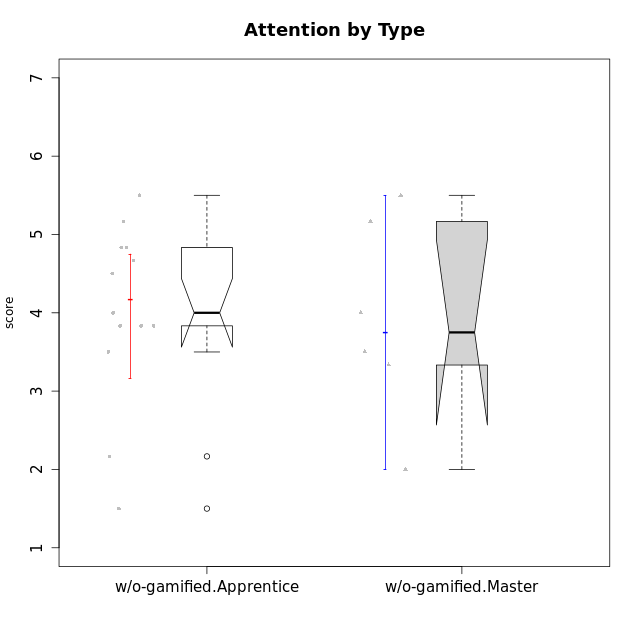 Attention by Type
7
6
5
4
3
2
1
score
w/o-gamified.Apprentice
w/o-gamified.Master